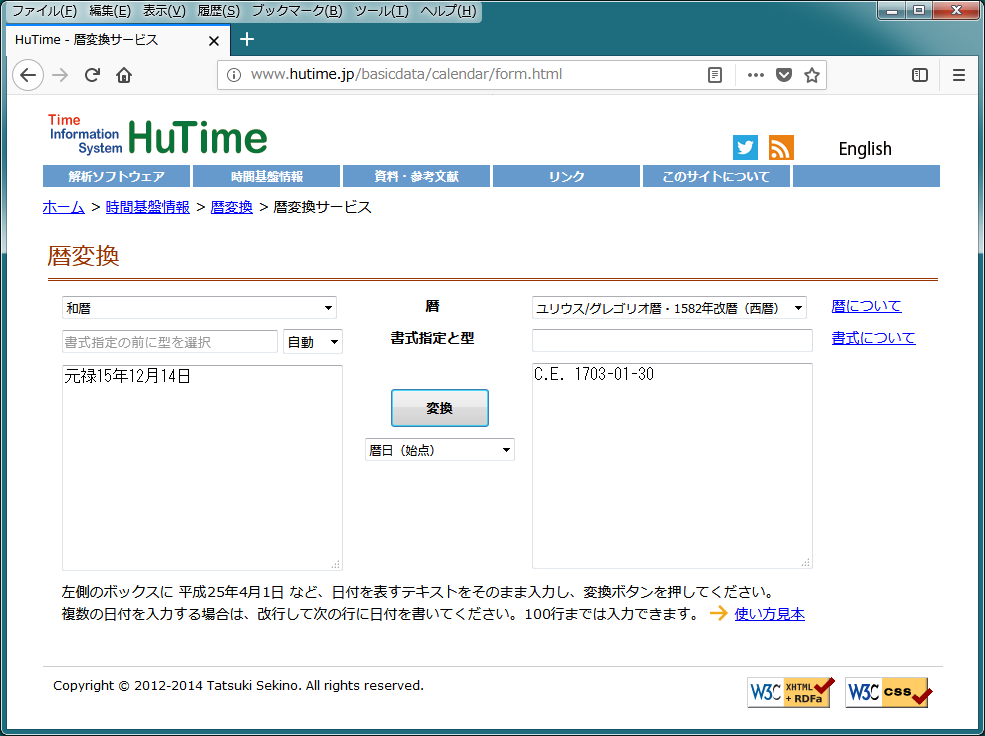 ファイル(F) 編集(E) 表示(V) 履歴(S) ブックマーク(B) ツール(T) ヘルプ(H)
HuTime - 暦変換サービス
www.hutime.jp/basicdata/calendar/form.html
Time
Information
System
HuTime
English
解析ソフトウェア 時間基盤情報 資料・参考文献 リンク このサイトについて
ホーム > 時間基盤情報 > 暦変換 > 暦変換サービス
暦変換
和暦 暦 ユリウス/グレゴリオ暦・1582年改暦（西暦） 暦について
書式指定の前に型を選択 自動 書式指定と型 書式について
元禄15年12月14日 C.E. 1703-01-30
変換
暦日（始点）
左側のボックスに 平成25年4月1日 など、日付を表すテキストをそのまま入力し、変換ボタンを押してください。
複数の日付を入力する場合は、改行して次の行に日付を書いてください。100行までは入力できます。 使い方見本
Copyright © 2012-2014 Tatsuki Sekino. All rights reserved.
W3C XHTML + RDFa W3C css